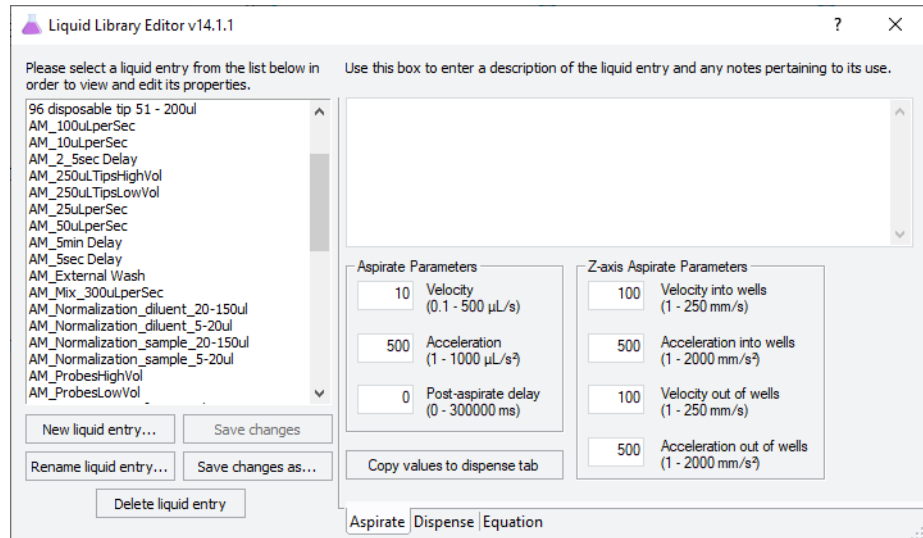 Liquid Library Editor v14.1.1
?
Please select a liquid entry from the list below in
order to view and edit its properties.
96 disposable tip 51 - 200ul
AM_100uLperSec
AM_10uLperSec
AM_2_5sec Delay
AM_250uLTipsHighVol
AM_250uLTipsLowVol
AM_25uLperSec
AM_50uLperSec
AM_5min Delay
AM_5sec Delay
AM_External Wash
AM_Mix_300uLperSec
AM_Normalization_diluent_20-150ul
AM_Normalization_diluent_5-20ul
AM_Normalization_sample_20-150ul
AM_Normalization_sample_5-20ul
AM_ProbesHighVol
AM_ProbesLowVol
New liquid entry...
Save changes
Rename liquid entry...
Save changes as...
Delete liquid entry
Use this box to enter a description of the liquid entry and any notes pertaining to its use.
Aspirate Parameters
10 Velocity
(0.1 - 500 µL/s)
500 Acceleration
(1 - 1000 µL/s²)
0 Post-aspirate delay
(0 - 300000 ms)
Copy values to dispense tab
Z-axis Aspirate Parameters
100 Velocity into wells
(1 - 250 mm/s)
500 Acceleration into wells
(1 - 2000 mm/s²)
100 Velocity out of wells
(1 - 250 mm/s)
500 Acceleration out of wells
(1 - 2000 mm/s²)
Aspirate Dispense Equation